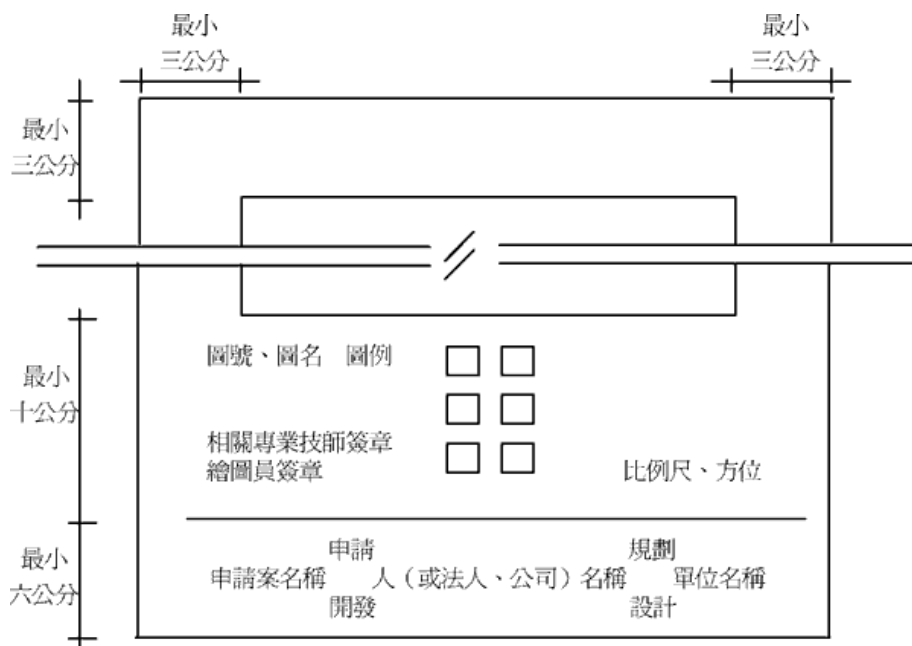 最小
三公分
最小
三公分
最小
三公分
圖號、圖名 圖例
最小
十公分
相關專業技師簽章
繪圖員簽章
比例尺、方位
最小
六公分
申請 規劃
申請案名稱 人（或法人、公司）名稱 單位名稱
開發 設計